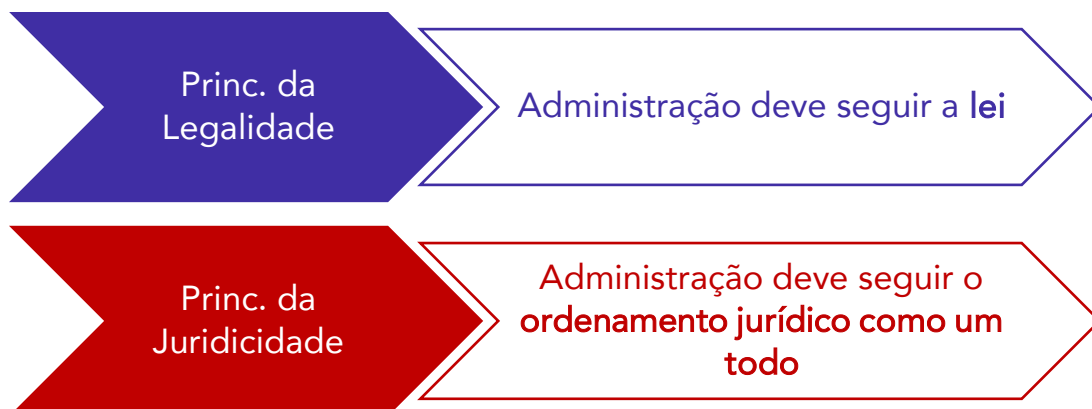 Princ. da
Legalidade
Administração deve seguir a lei
Princ. da
Juridicidade
Administração deve seguir o
ordenamento jurídico como um
todo